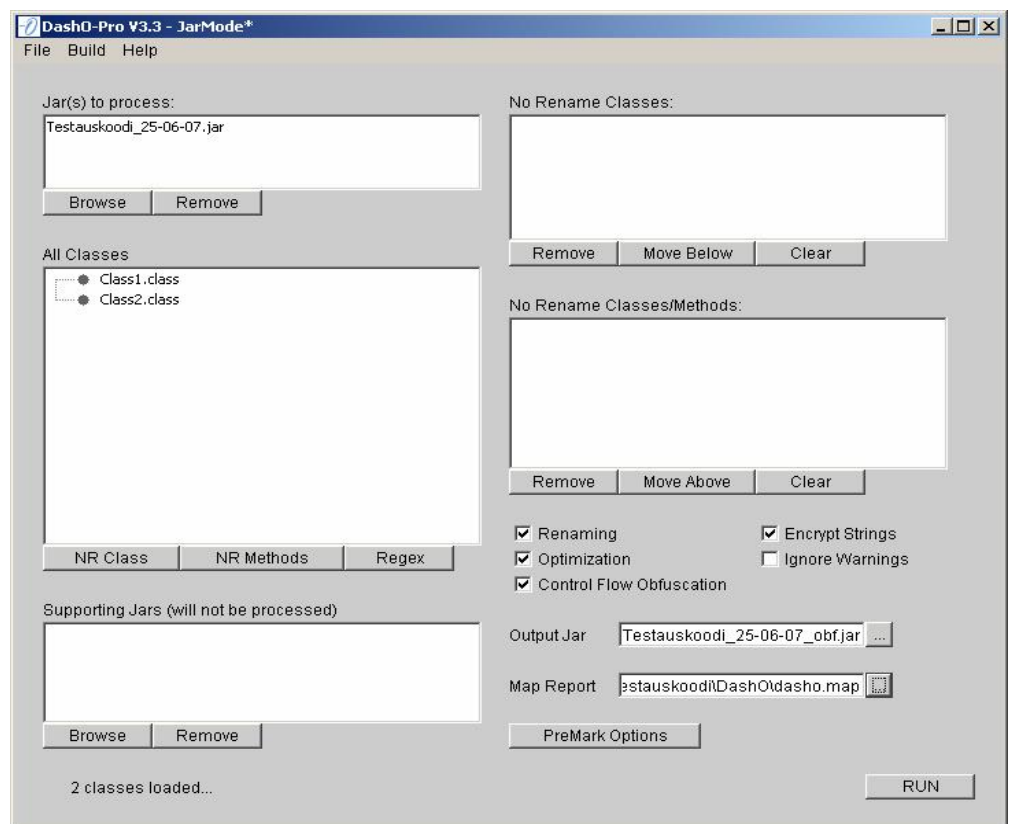 DashO-Pro V3.3 - JarMode*
File Build Help
Jar(s) to process:
Testauskoodi_25-06-07.jar
Browse Remove
All Classes
Class1.class
Class2.class
NR Class NR Methods Regex
Supporting Jars (will not be processed)
Browse Remove
2 classes loaded...
No Rename Classes:
Remove Move Below Clear
No Rename Classes/Methods:
Remove Move Above Clear
Renaming Encrypt Strings
Optimization Ignore Warnings
Control Flow Obfuscation
Output Jar Testauskoodi_25-06-07_obf.jar ...
Map Report estauskoodi\DashO\dasho.map ...
PreMark Options
RUN